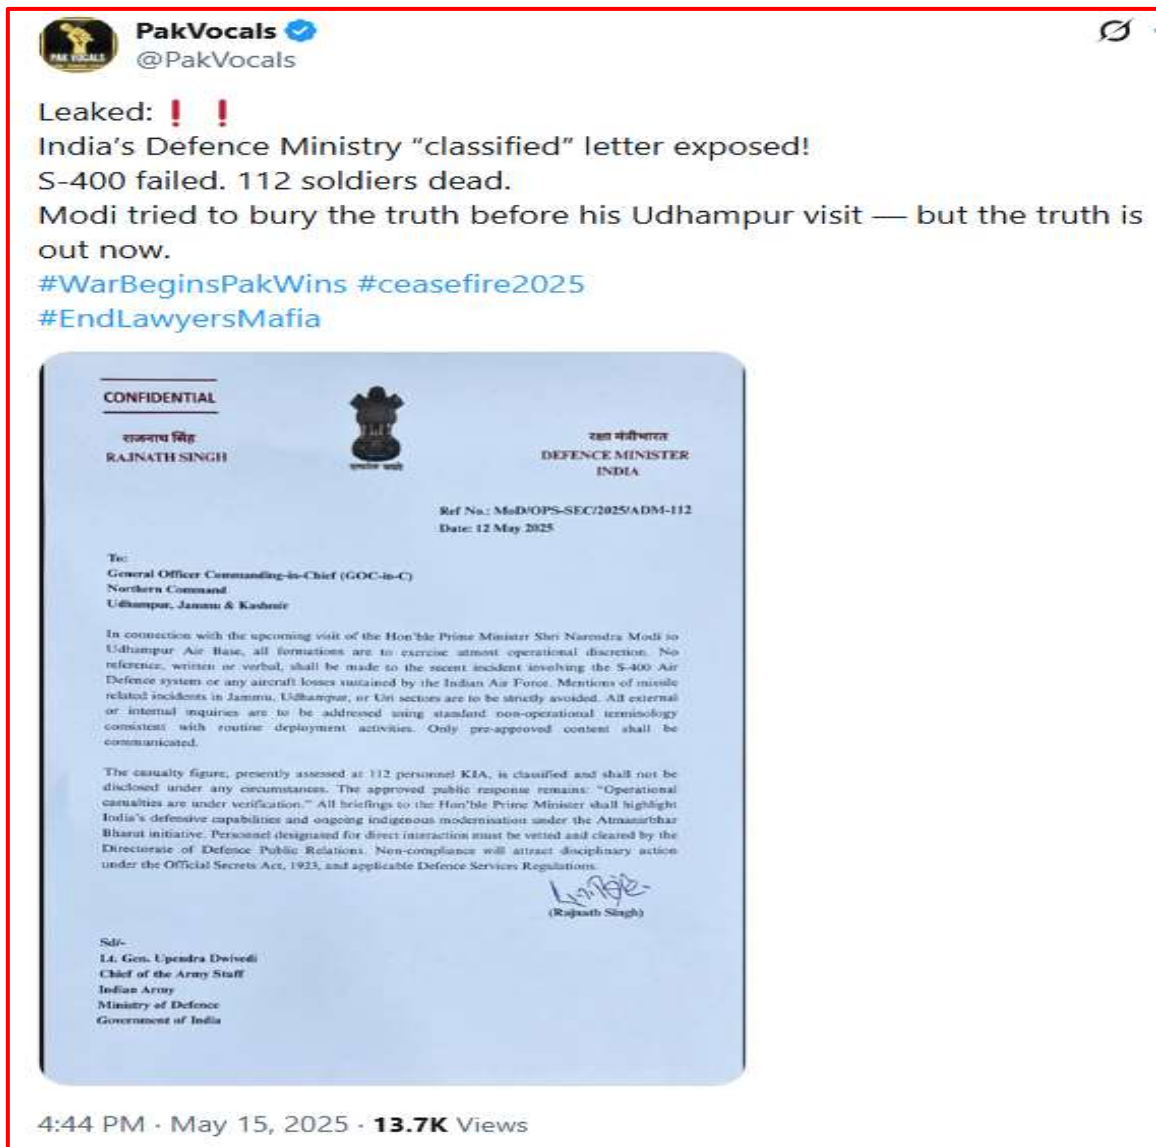 PakVocals
@PakVocals
Leaked: ❗ ❗
India's Defence Ministry “classified” letter exposed!
S-400 failed. 112 soldiers dead.
Modi tried to bury the truth before his Udhampur visit — but the truth is
out now.
#WarBeginsPakWins #ceasefire2025
#EndLawyersMafia
CONFIDENTIAL
राजनाथ सिंह
RAJNATH SINGH
सत्यमेव जयते
रक्षा मंत्रीभारत
DEFENCE MINISTER
INDIA
Ref No.: MoD/OPS-SEC/2025/ADM-112
Date: 12 May 2025
To:
General Officer Commanding-in-Chief (GOC-in-C)
Northern Command
Udhampur, Jammu & Kashmir
In connection with the upcoming visit of the Hon'ble Prime Minister Shri Narendra Modi to
Udhampur Air Base, all formations are to exercise utmost operational discretion. No
reference, written or verbal, shall be made to the recent incident involving the S-400 Air
Defence system or any aircraft losses sustained by the Indian Air Force. Mentions of missile
related incidents in Jammu, Udhampur, or Uri sectors are to be strictly avoided. All external
or internal inquiries are to be addressed using standard non-operational terminology
consistent with routine deployment activities. Only pre-approved content shall be
communicated.
The casualty figure, presently assessed at 112 personnel KIA, is classified and shall not be
disclosed under any circumstances. The approved public response remains: "Operational
casualties are under verification." All briefings to the Hon'ble Prime Minister shall highlight
India's defensive capabilities and ongoing indigenous modernisation under the Atmanirbhar
Bharat initiative. Personnel designated for direct interaction must be vetted and cleared by the
Directorate of Defence Public Relations. Non-compliance will attract disciplinary action
under the Official Secrets Act, 1923, and applicable Defence Services Regulations.
(Rajnath Singh)
Sd/-
Lt. Gen. Upendra Dwivedi
Chief of the Army Staff
Indian Army
Ministry of Defence
Government of India
4:44 PM · May 15, 2025 · 13.7K Views